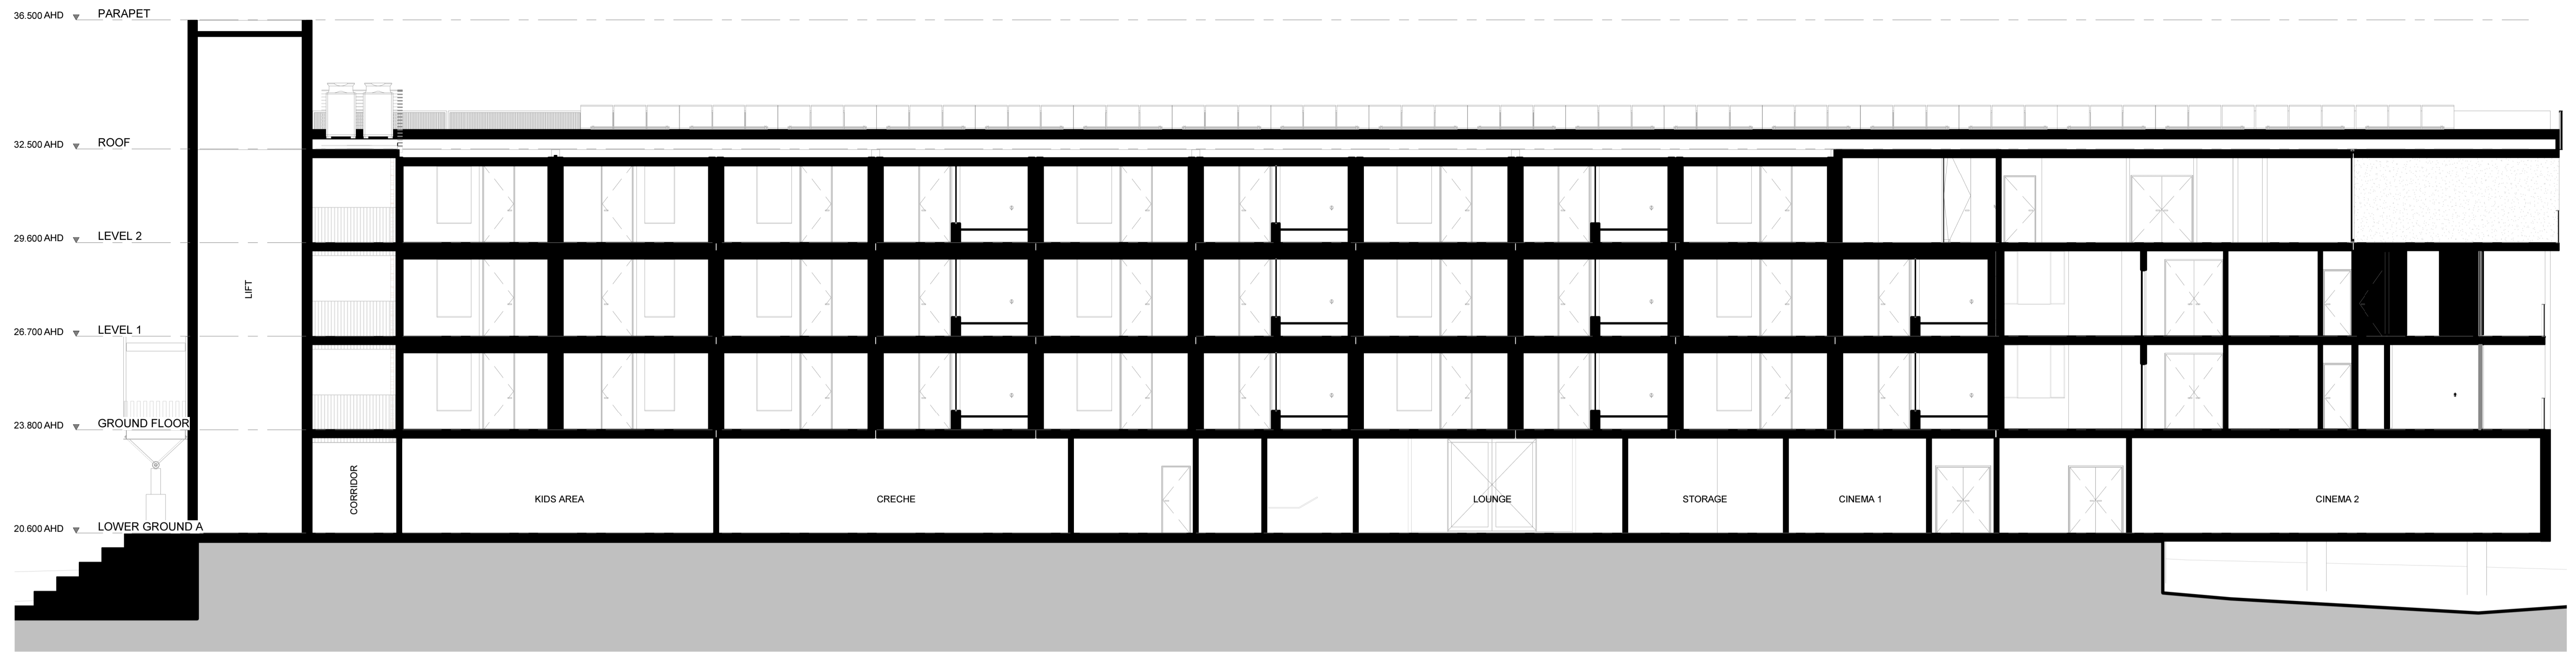 36.500 AHD PARAPET
32.500 AHD ROOF
29.600 AHD LEVEL 2
LIFT
26.700 AHD LEVEL 1
23.800 AHD GROUND FLOOR
CORRIDOR
KIDS AREA
CRECHE
LOUNGE
STORAGE
CINEMA 1
CINEMA 2
20.600 AHD LOWER GROUND A